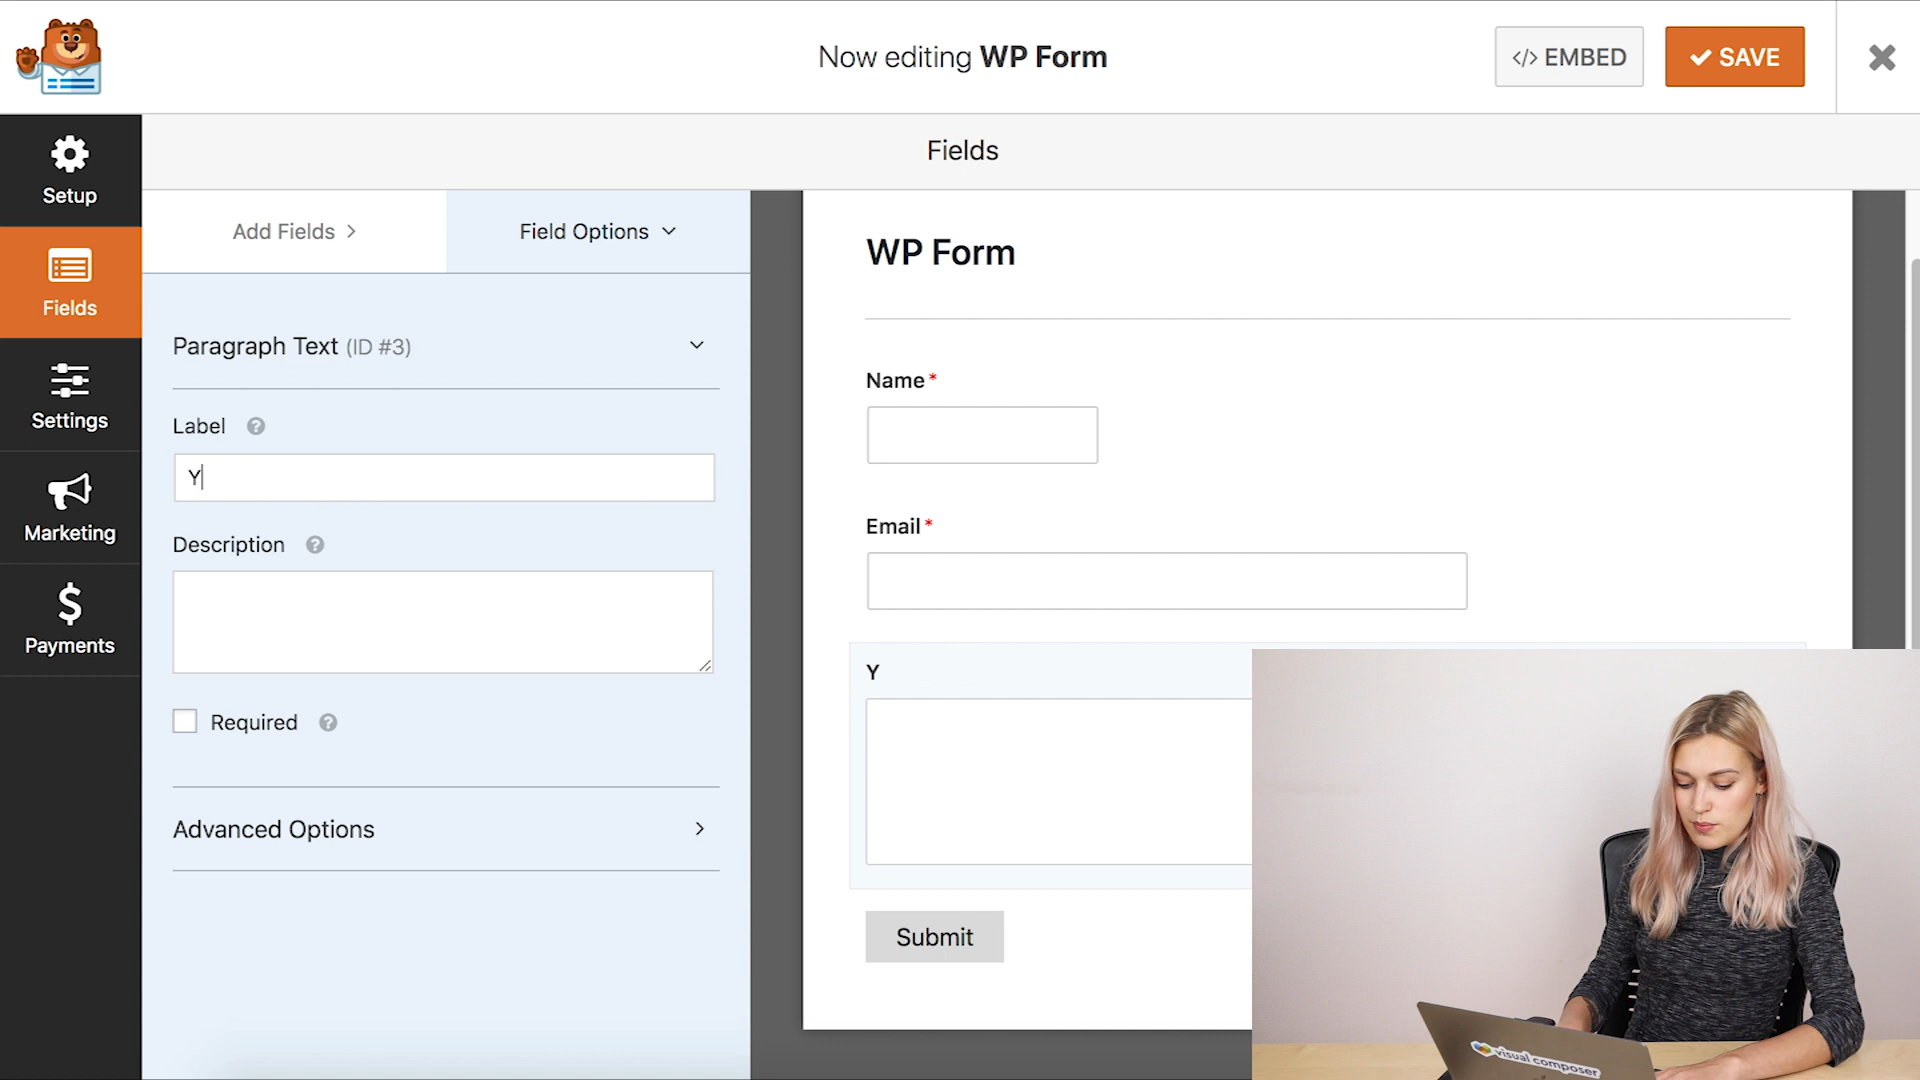 Now editing WP Form
</> EMBED
SAVE
Setup
Fields
Settings
Marketing
Payments
Fields
Add Fields
Field Options
Paragraph Text (ID #3)
Label ?
Y
Description ?
Required ?
Advanced Options
WP Form
Name *
Email *
Y
Submit
visual composer